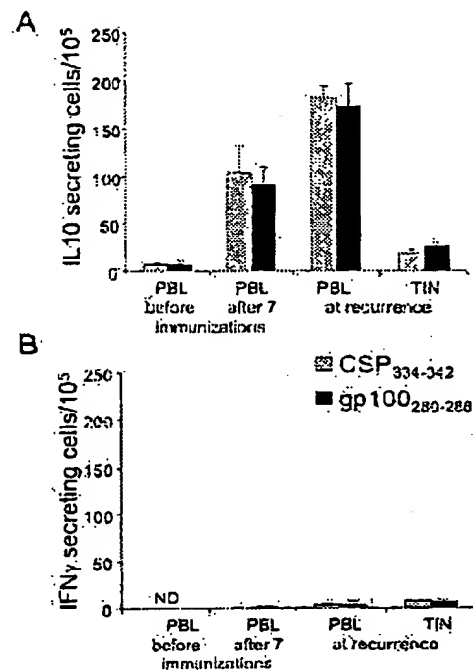 A
IL10 secreting cells/10⁵
250
200
150
100
50
0
PBL PBL PBL TIN
before after 7 at recurrence
immunizations
B
CSP₃₃₄₋₃₄₂
gp100₂₈₀₋₂₈₈
IFNγ secreting cells/10⁵
250
200
150
100
50
0
ND
PBL PBL PBL TIN
before after 7 at recurrence
immunizations